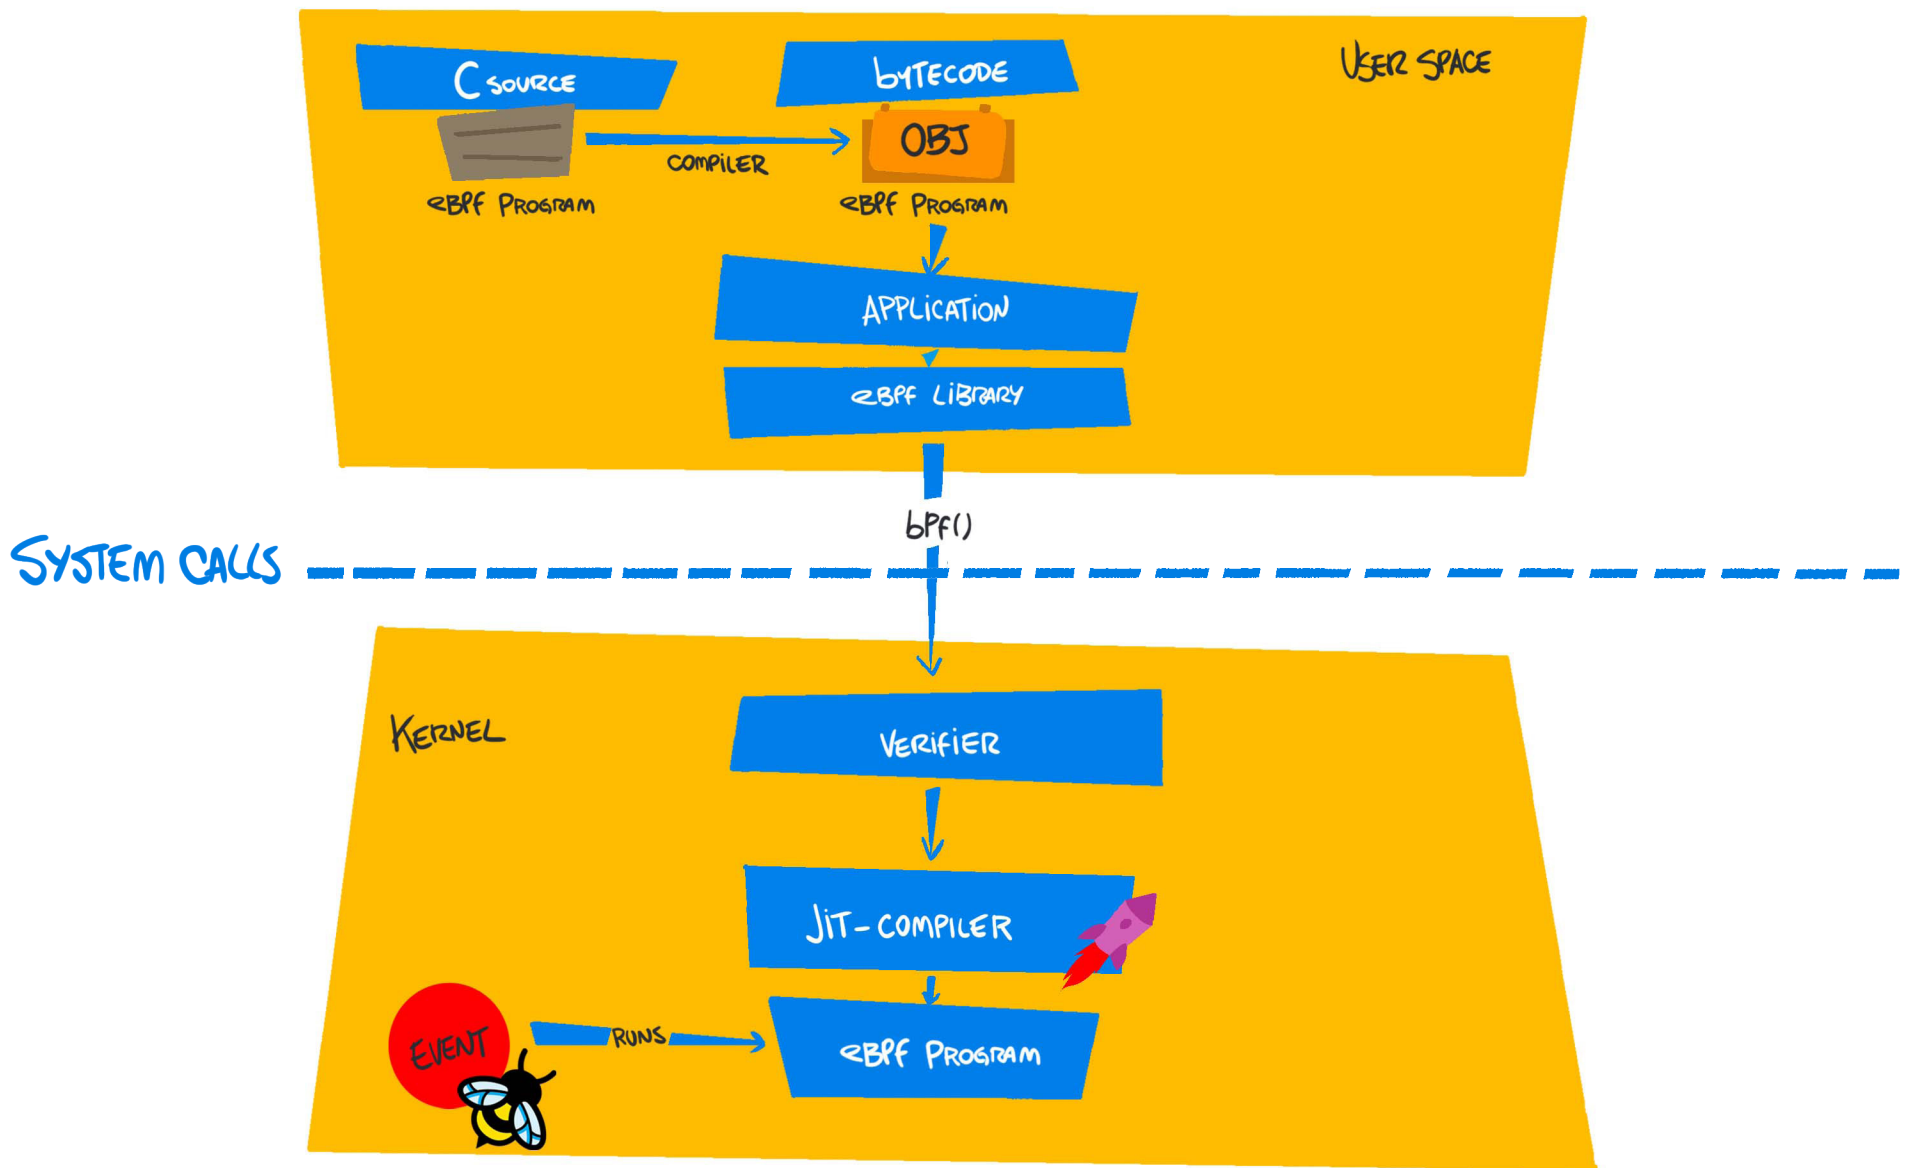 C SOURCE
bYTECODE
USER SPACE
OBJ
COMPiLER
eBPf PROGRAM
eBPf PROGRAM
APPLiCATiON
eBPf LiBRARY
bPf()
SYSTEM CALLS
KERNEL
VERifiER
JiT-COMPILER
EVENT
RUNS
eBPf PROGRAM